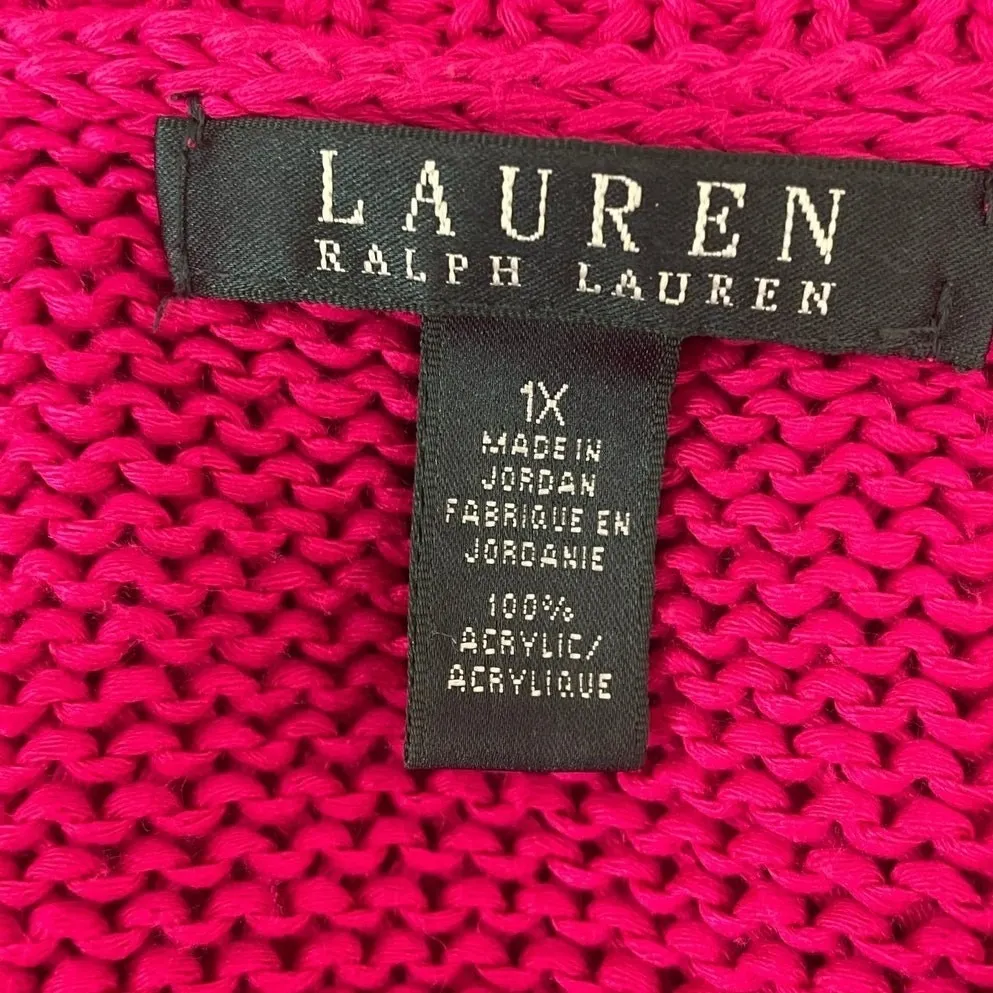 LAUREN
RALPH LAUREN
1X
MADE IN
JORDAN
FABRIQUE EN
JORDANIE
100%
ACRYLIC/
ACRYLIQUE